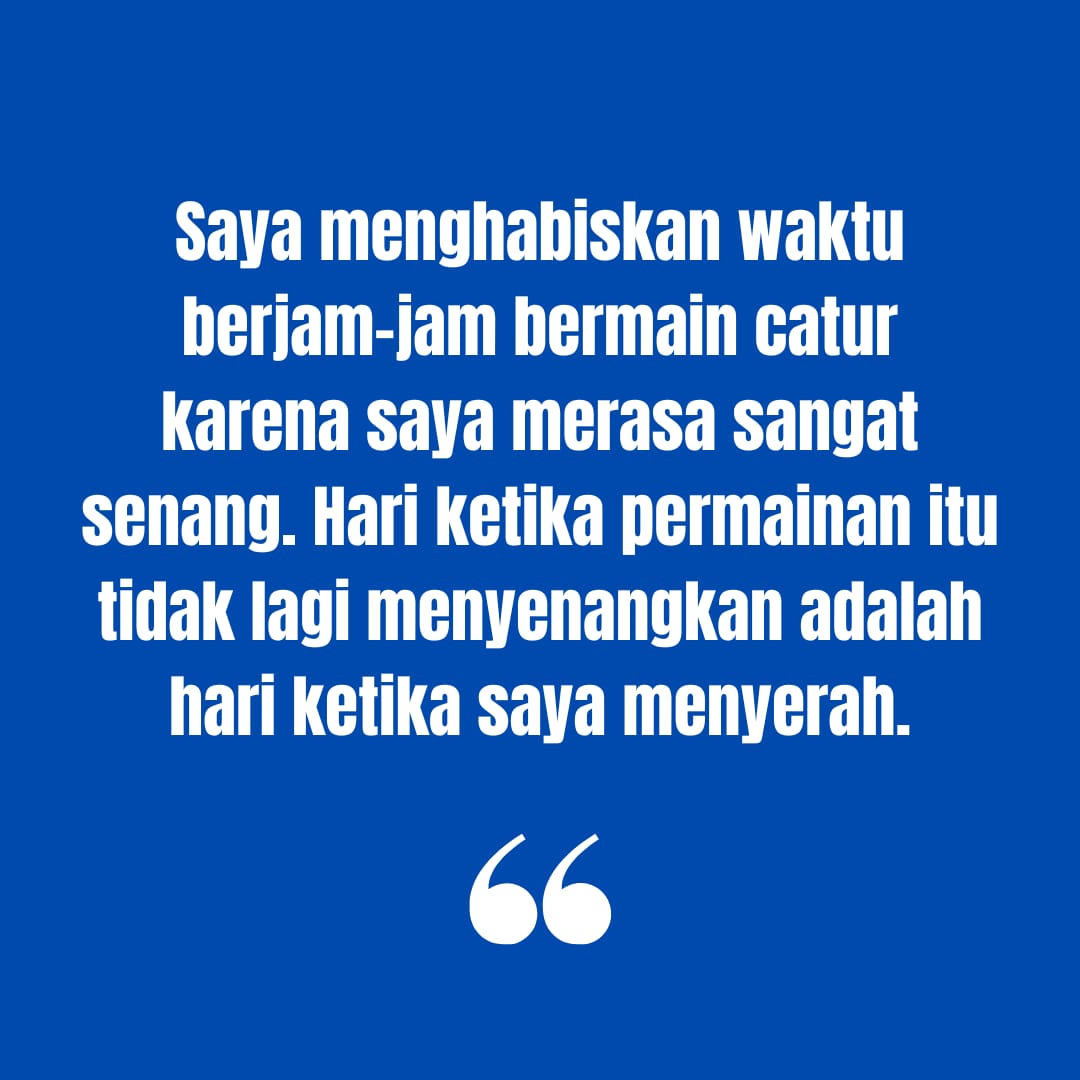 Saya menghabiskan waktu
berjam-jam bermain catur
karena saya merasa sangat
senang. Hari ketika permainan itu
tidak lagi menyenangkan adalah
hari ketika saya menyerah.
“